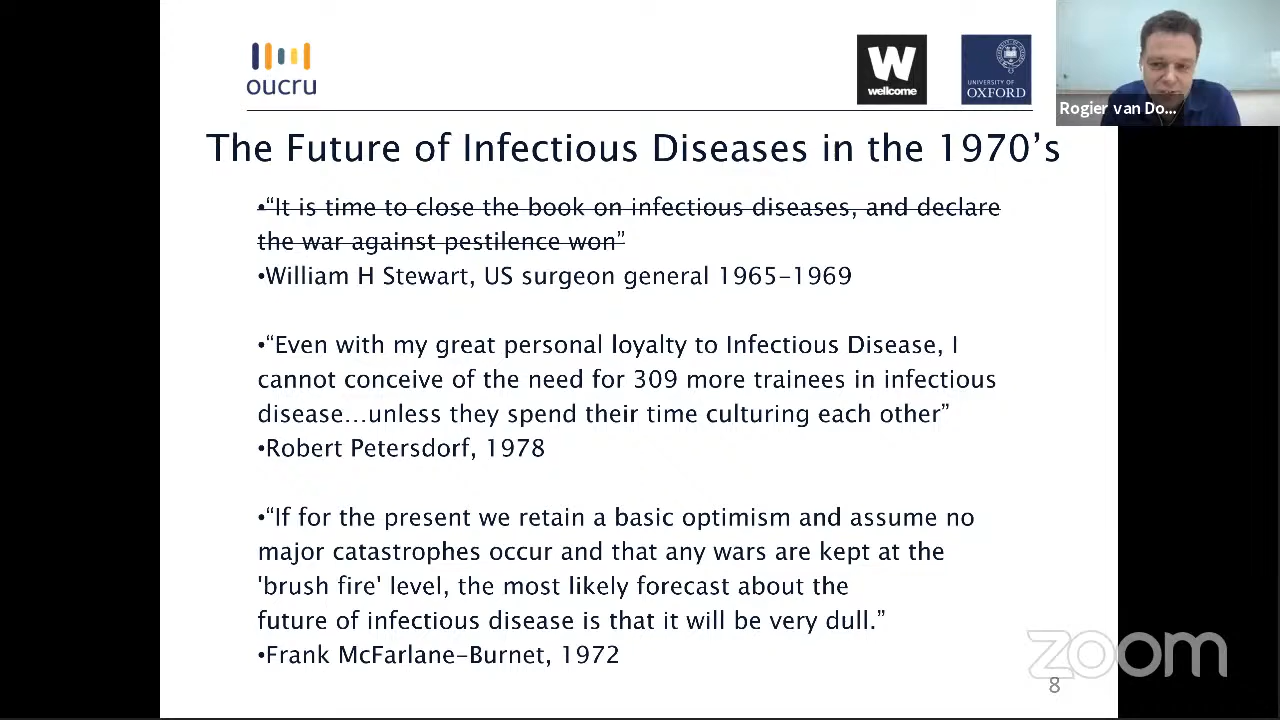 oucru
W
wellcome
UNIVERSITY OF
OXFORD
Rogier van Do...
The Future of Infectious Diseases in the 1970’s
•“It is time to close the book on infectious diseases, and declare
the war against pestilence won”
•William H Stewart, US surgeon general 1965-1969
•“Even with my great personal loyalty to Infectious Disease, I
cannot conceive of the need for 309 more trainees in infectious
disease…unless they spend their time culturing each other”
•Robert Petersdorf, 1978
•“If for the present we retain a basic optimism and assume no
major catastrophes occur and that any wars are kept at the
'brush fire' level, the most likely forecast about the
future of infectious disease is that it will be very dull.”
•Frank McFarlane-Burnet, 1972
zoom
8